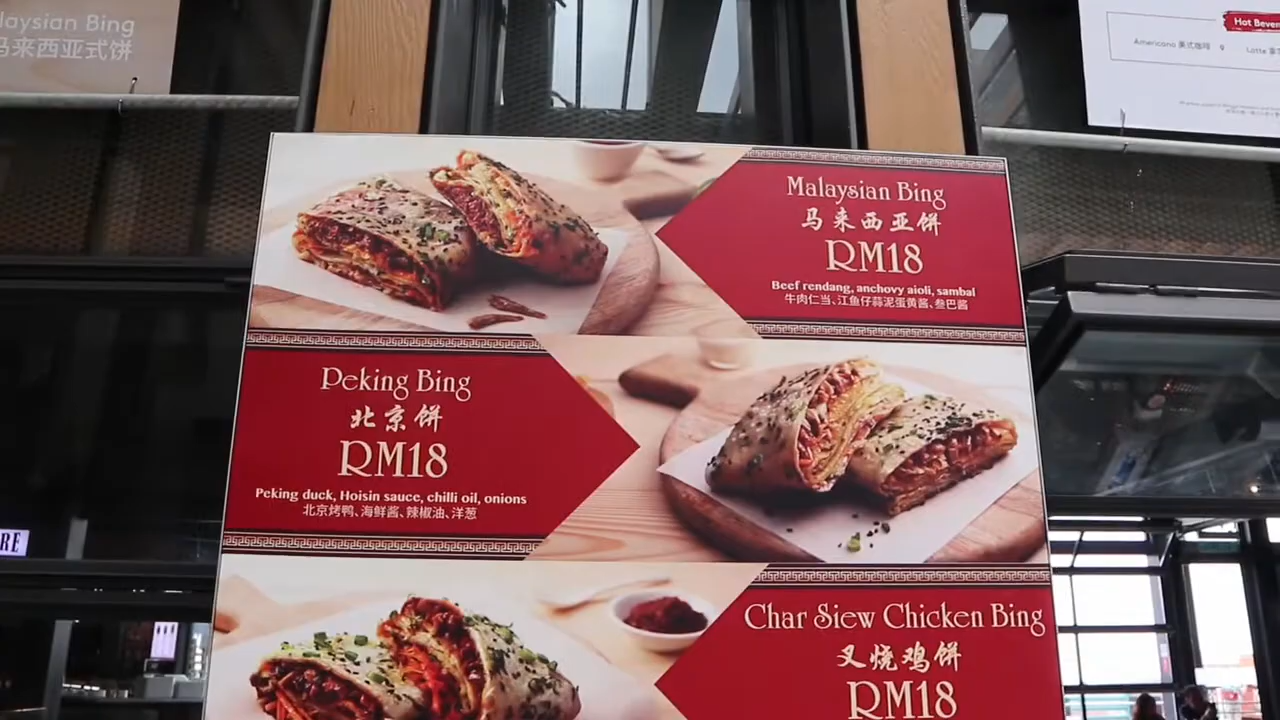 laysian Bing
马来西亚式饼
Hot Bever
Americano 美式咖啡 9
Latte
Malaysian Bing
马来西亚饼
RM18
Beef rendang, anchovy aioli, sambal
牛肉仁当、江鱼仔蒜泥蛋黄酱、叁巴酱
Peking Bing
北京饼
RM18
Peking duck, Hoisin sauce, chilli oil, onions
北京烤鸭、海鲜酱、辣椒油、洋葱
RE
Char Siew Chicken Bing
叉烧鸡饼
RM18